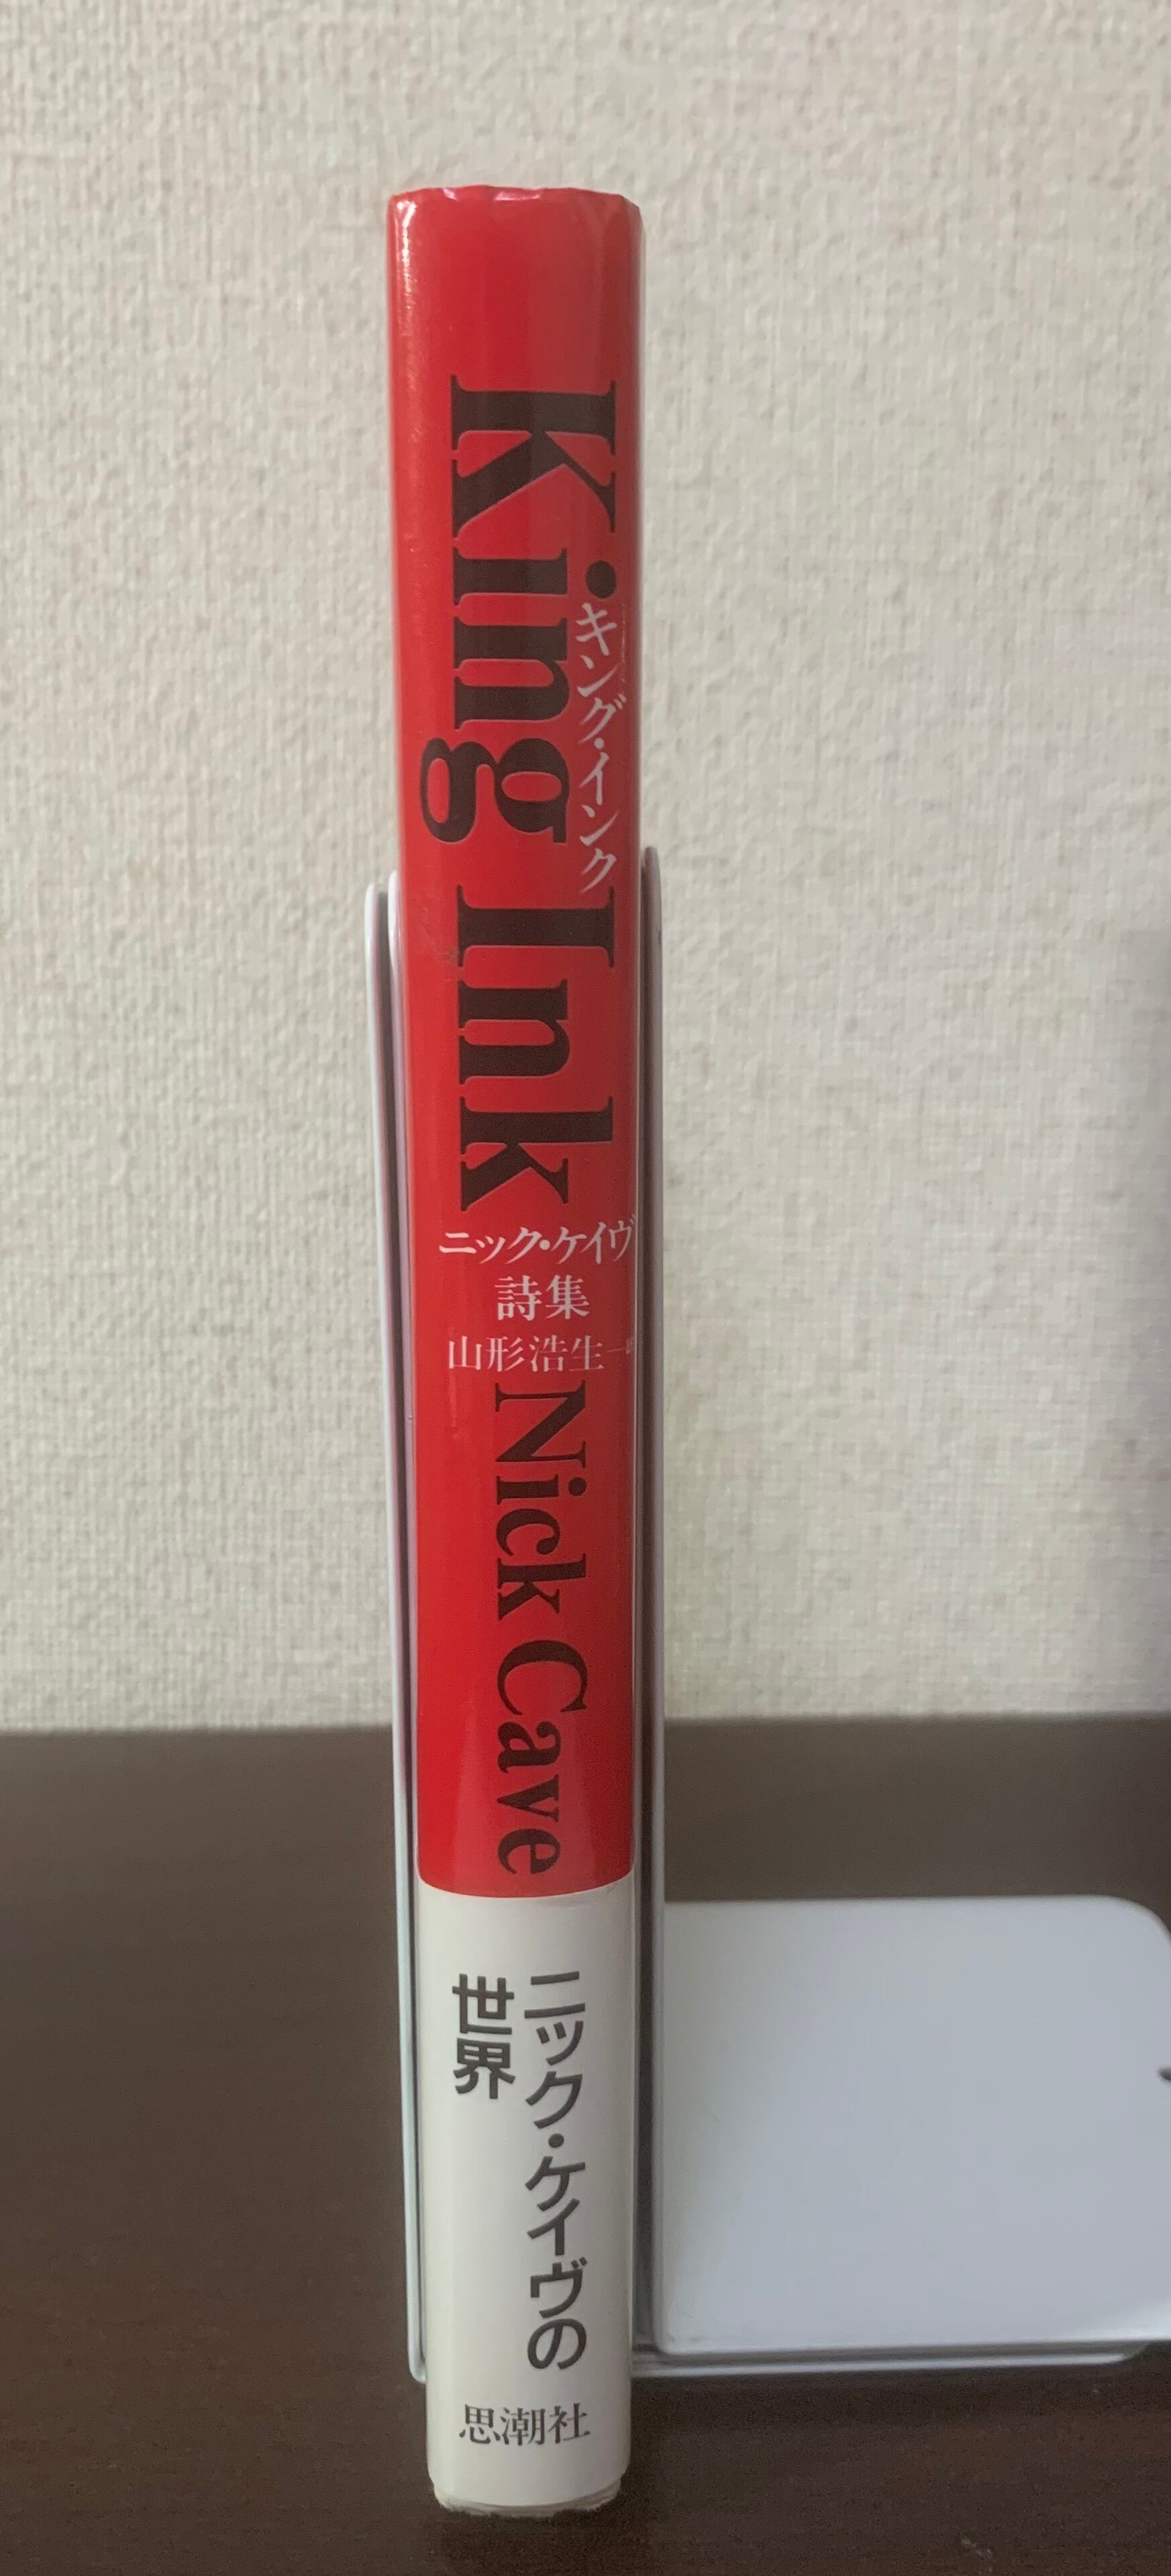 King Ink
キング・インク
ニック・ケイヴ
詩集
山形浩生
Nick Cave
ニック・ケイヴの
世界
思潮社